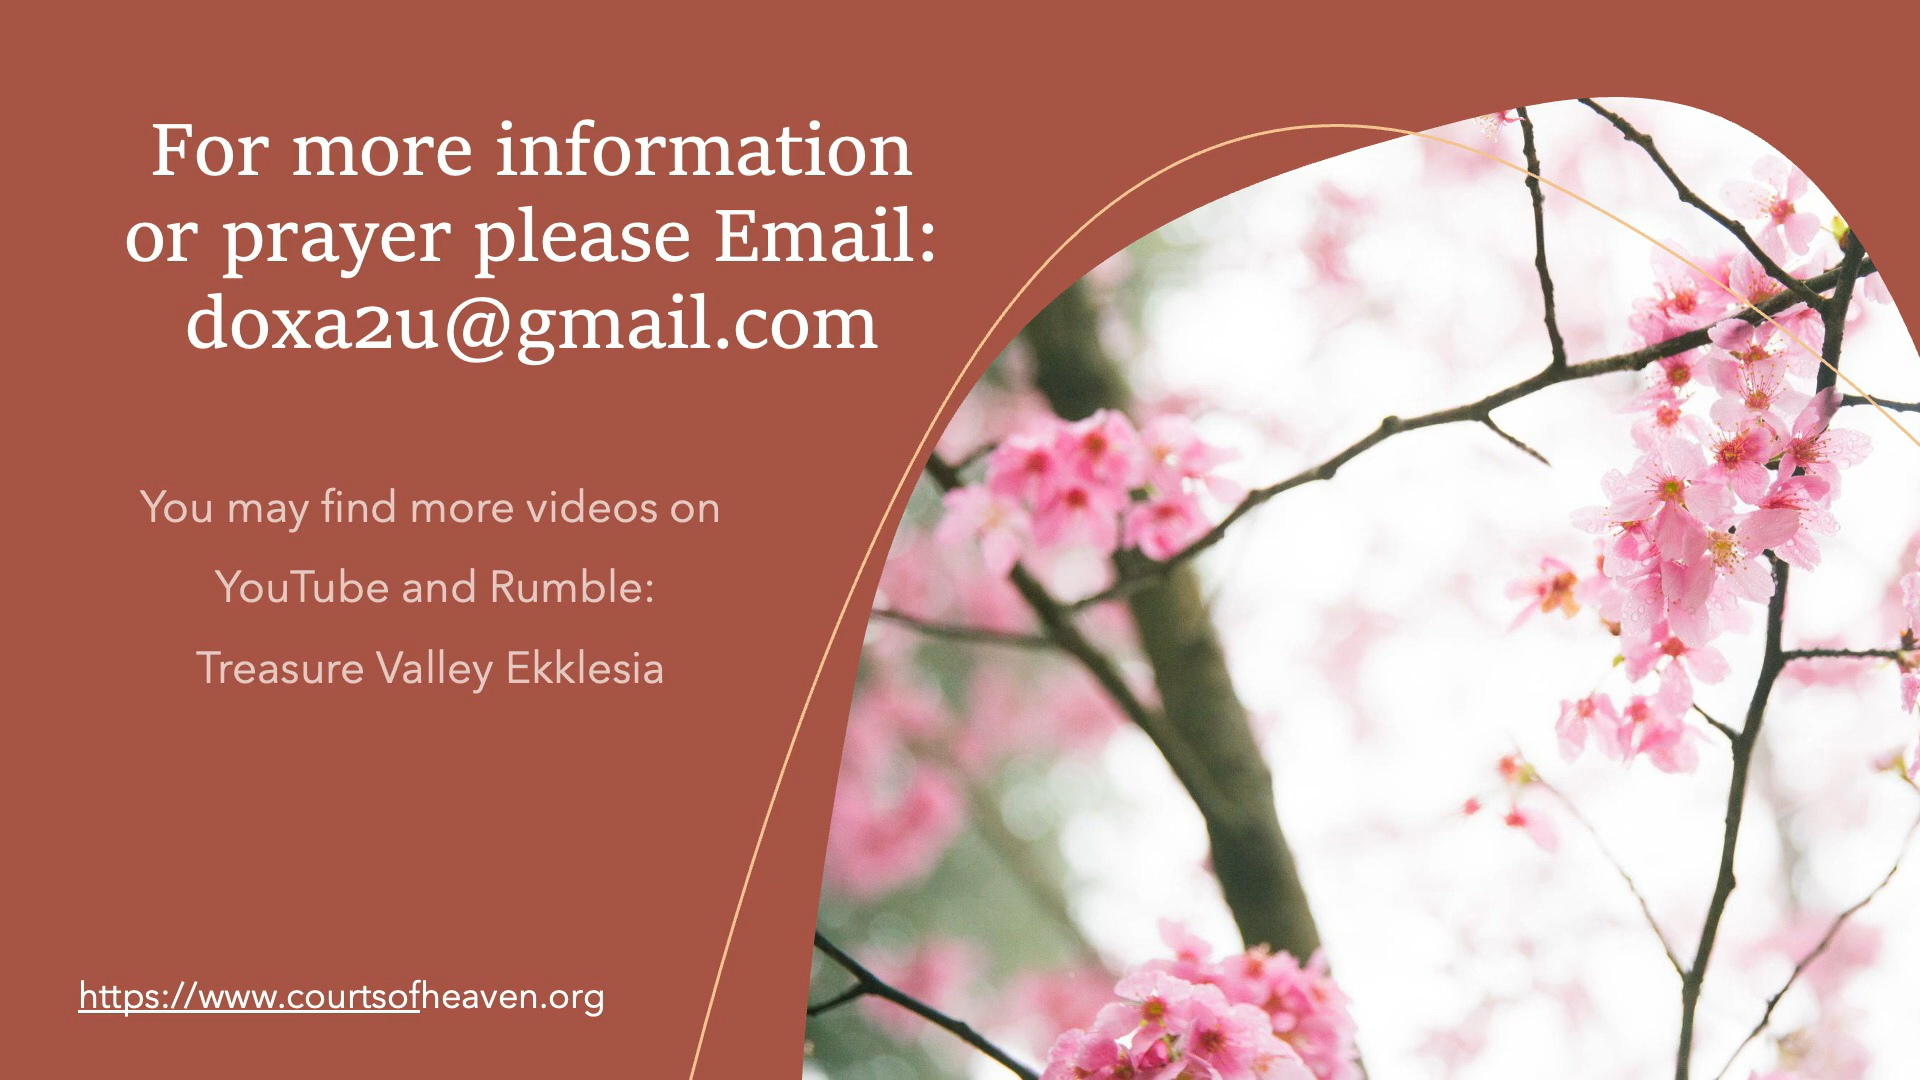 For more information
or prayer please Email:
doxa2u@gmail.com
You may find more videos on
YouTube and Rumble:
Treasure Valley Ekklesia
https://www.courtsofheaven.org